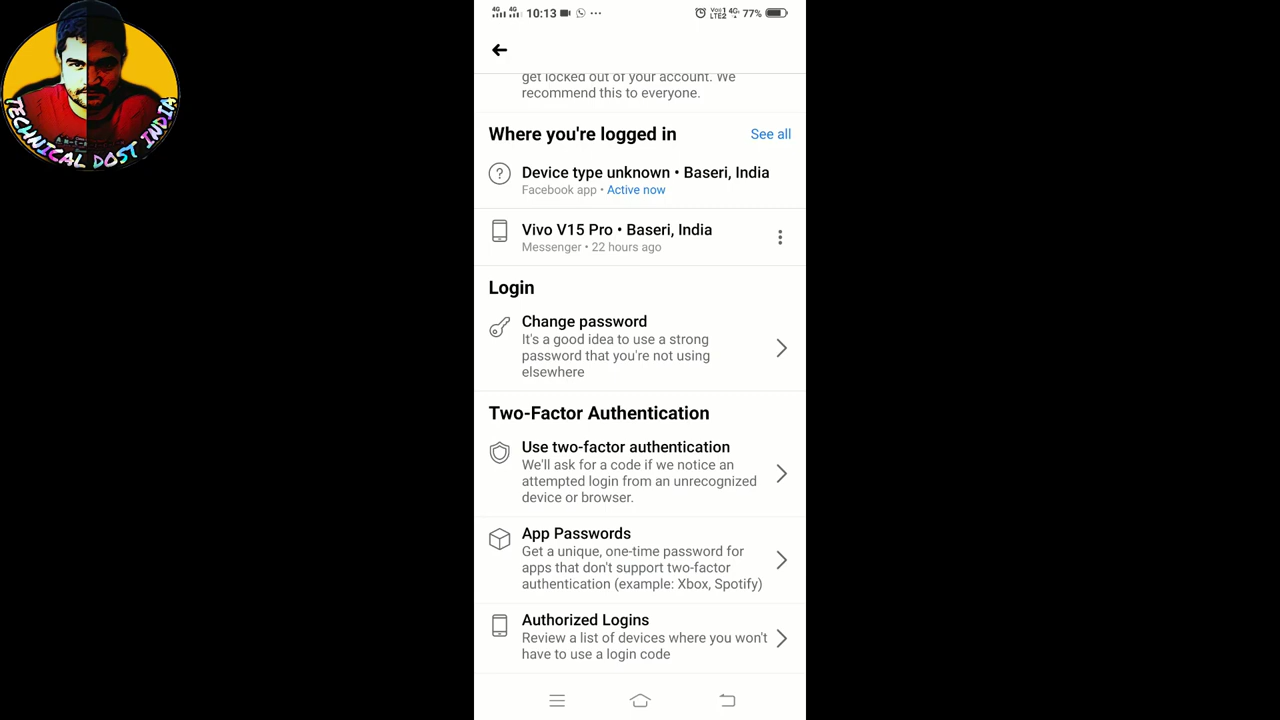 TECHNICAL DOST INDIA
4G 4G 10:13 ... Vo) 1 LTE2 4G 77%
get locked out of your account. We
recommend this to everyone.
Where you're logged in See all
Device type unknown • Baseri, India
Facebook app • Active now
Vivo V15 Pro • Baseri, India
Messenger • 22 hours ago
Login
Change password
It's a good idea to use a strong
password that you're not using
elsewhere
Two-Factor Authentication
Use two-factor authentication
We'll ask for a code if we notice an
attempted login from an unrecognized
device or browser.
App Passwords
Get a unique, one-time password for
apps that don't support two-factor
authentication (example: Xbox, Spotify)
Authorized Logins
Review a list of devices where you won't
have to use a login code